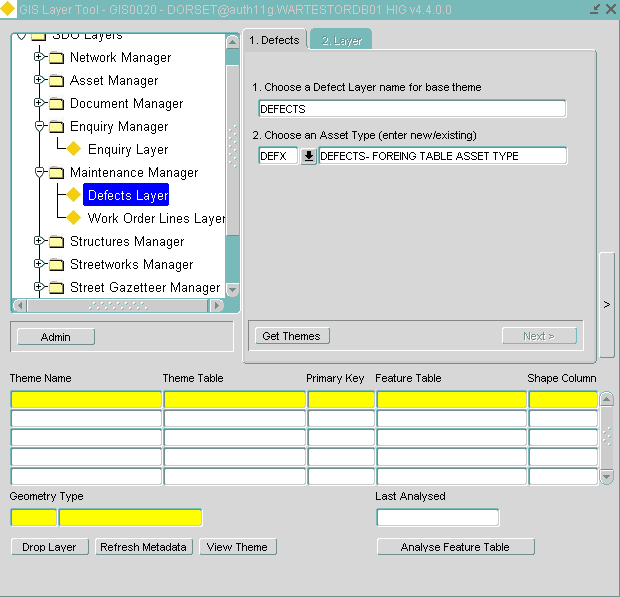 GIS Layer Tool - GIS0020 - DORSET@auth11g.WARTESTORDB01 HIG v4.4.0.0
SDO Layers
Network Manager
Asset Manager
Document Manager
Enquiry Manager
Enquiry Layer
Maintenance Manager
Defects Layer
Work Order Lines Layer
Structures Manager
Streetworks Manager
Street Gazetteer Manager
Admin
1. Defects
2. Layer
1. Choose a Defect Layer name for base theme
DEFECTS
2. Choose an Asset Type (enter new/existing)
DEFX DEFECTS- FOREING TABLE ASSET TYPE
Get Themes
Next >
>
Theme Name Theme Table Primary Key Feature Table Shape Column
Geometry Type Last Analysed
Drop Layer Refresh Metadata View Theme Analyse Feature Table